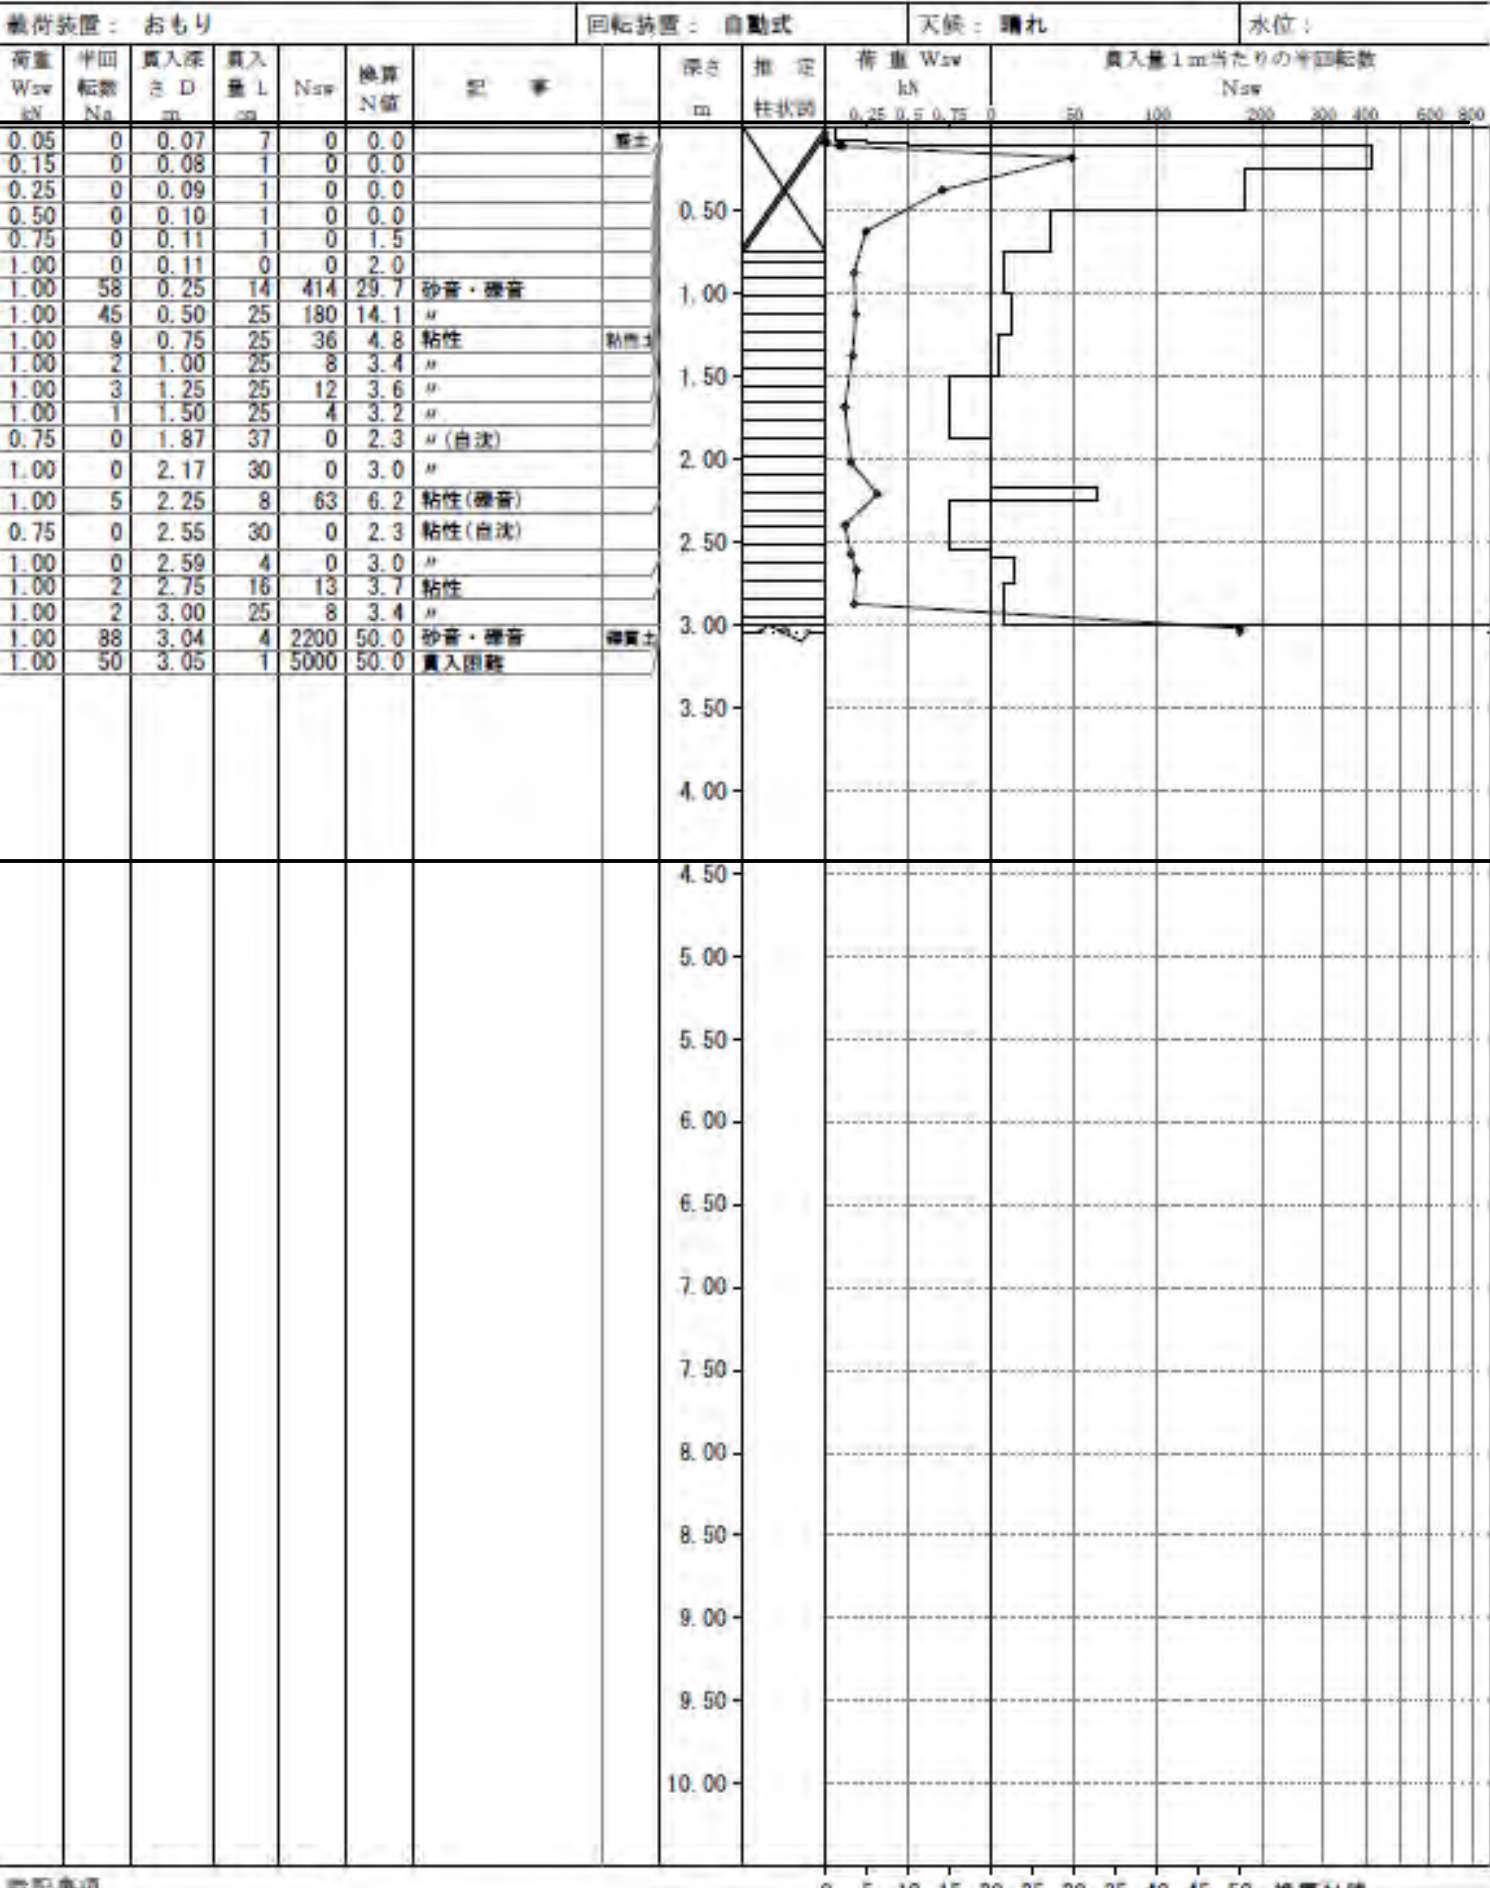 載荷装置： おもり 回転装置： 自動式 天候： 晴れ 水位：
荷重 Wsw kN 半回転数 Na 貫入深さ D m 貫入量 L cm Nsw 換算N値 記 事 深さ m 推 定 柱状図 荷 重 Wsw kN 貫入量1m当たりの半回転数 Nsw
0.25 0.5 0.75 0 50 100 200 300 400 600 800
0.05 0 0.07 7 0 0.0 盛土
0.15 0 0.08 1 0 0.0
0.25 0 0.09 1 0 0.0
0.50 0 0.10 1 0 0.0
0.75 0 0.11 1 0 1.5
1.00 0 0.11 0 0 2.0
1.00 58 0.25 14 414 29.7 砂音・礫音
1.00 45 0.50 25 180 14.1 〃
1.00 9 0.75 25 36 4.8 粘性 粘性土
1.00 2 1.00 25 8 3.4 〃
1.00 3 1.25 25 12 3.6 〃
1.00 1 1.50 25 4 3.2 〃
0.75 0 1.87 37 0 2.3 〃(自沈)
1.00 0 2.17 30 0 3.0 〃
1.00 5 2.25 8 63 6.2 粘性(礫音)
0.75 0 2.55 30 0 2.3 粘性(自沈)
1.00 0 2.59 4 0 3.0 〃
1.00 2 2.75 16 13 3.7 粘性
1.00 2 3.00 25 8 3.4 〃
1.00 88 3.04 4 2200 50.0 砂音・礫音 礫質土
1.00 50 3.05 1 5000 50.0 貫入困難
0.50
1.00
1.50
2.00
2.50
3.00
3.50
4.00
4.50
5.00
5.50
6.00
6.50
7.00
7.50
8.00
8.50
9.00
9.50
10.00